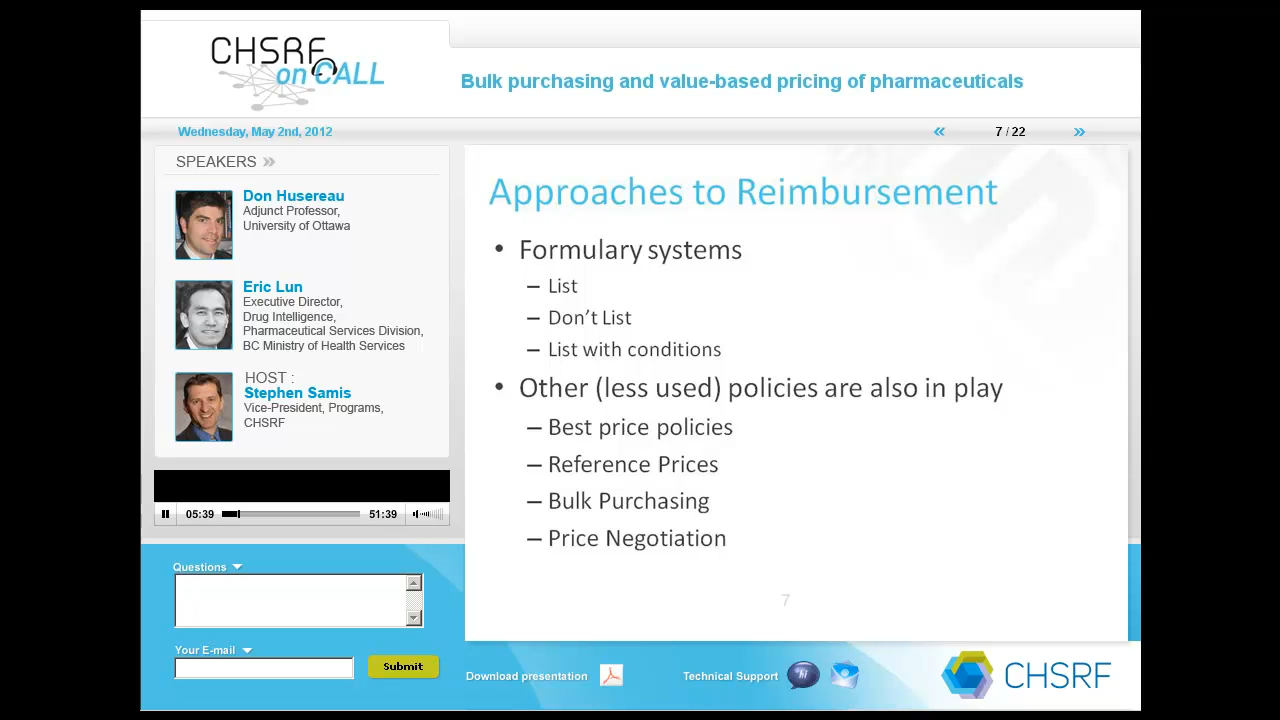 CHSRF
on CALL
Bulk purchasing and value-based pricing of pharmaceuticals
Wednesday, May 2nd, 2012
7 / 22
SPEAKERS
Don Husereau
Adjunct Professor,
University of Ottawa
Eric Lun
Executive Director,
Drug Intelligence,
Pharmaceutical Services Division,
BC Ministry of Health Services
HOST :
Stephen Samis
Vice-President, Programs,
CHSRF
05:39
51:39
Questions
Your E-mail
Submit
Approaches to Reimbursement
• Formulary systems
– List
– Don’t List
– List with conditions
• Other (less used) policies are also in play
– Best price policies
– Reference Prices
– Bulk Purchasing
– Price Negotiation
7
Download presentation
Technical Support
hi
CHSRF